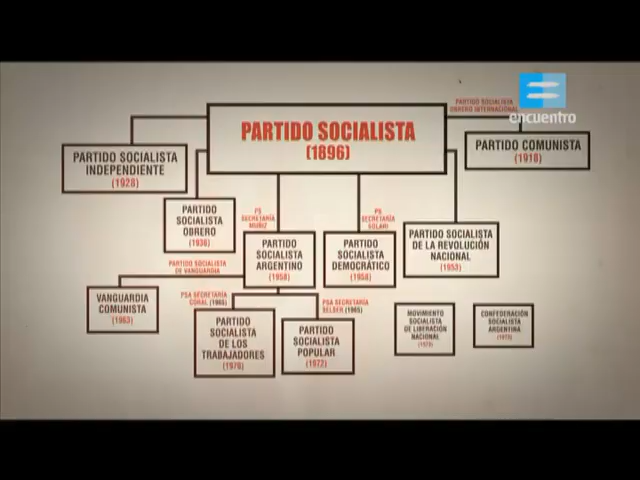 encuentro
PARTIDO SOCIALISTA
(1896)
PARTIDO SOCIALISTA
OBRERO INTERNACIONAL
PARTIDO COMUNISTA
(1918)
PARTIDO SOCIALISTA
INDEPENDIENTE
(1928)
PARTIDO
SOCIALISTA
OBRERO
PS
SECRETARÍA
MUÑIZ
PS
SECRETARÍA
SOLARI
PARTIDO SOCIALISTA
DE LA REVOLUCIÓN
NACIONAL
(1953)
PARTIDO
SOCIALISTA
ARGENTINO
(1958)
PARTIDO
SOCIALISTA
DEMOCRÁTICO
(1958)
PARTIDO SOCIALISTA
DE VANGUARDIA
VANGUARDIA
COMUNISTA
(1963)
PSA SECRETARÍA
CORAL (1965)
PSA SECRETARÍA
SELSER (1965)
PARTIDO
SOCIALISTA
DE LOS
TRABAJADORES
PARTIDO
SOCIALISTA
POPULAR
(1972)
MOVIMIENTO
SOCIALISTA
DE LIBERACIÓN
NACIONAL
CONFEDERACIÓN
SOCIALISTA
ARGENTINA